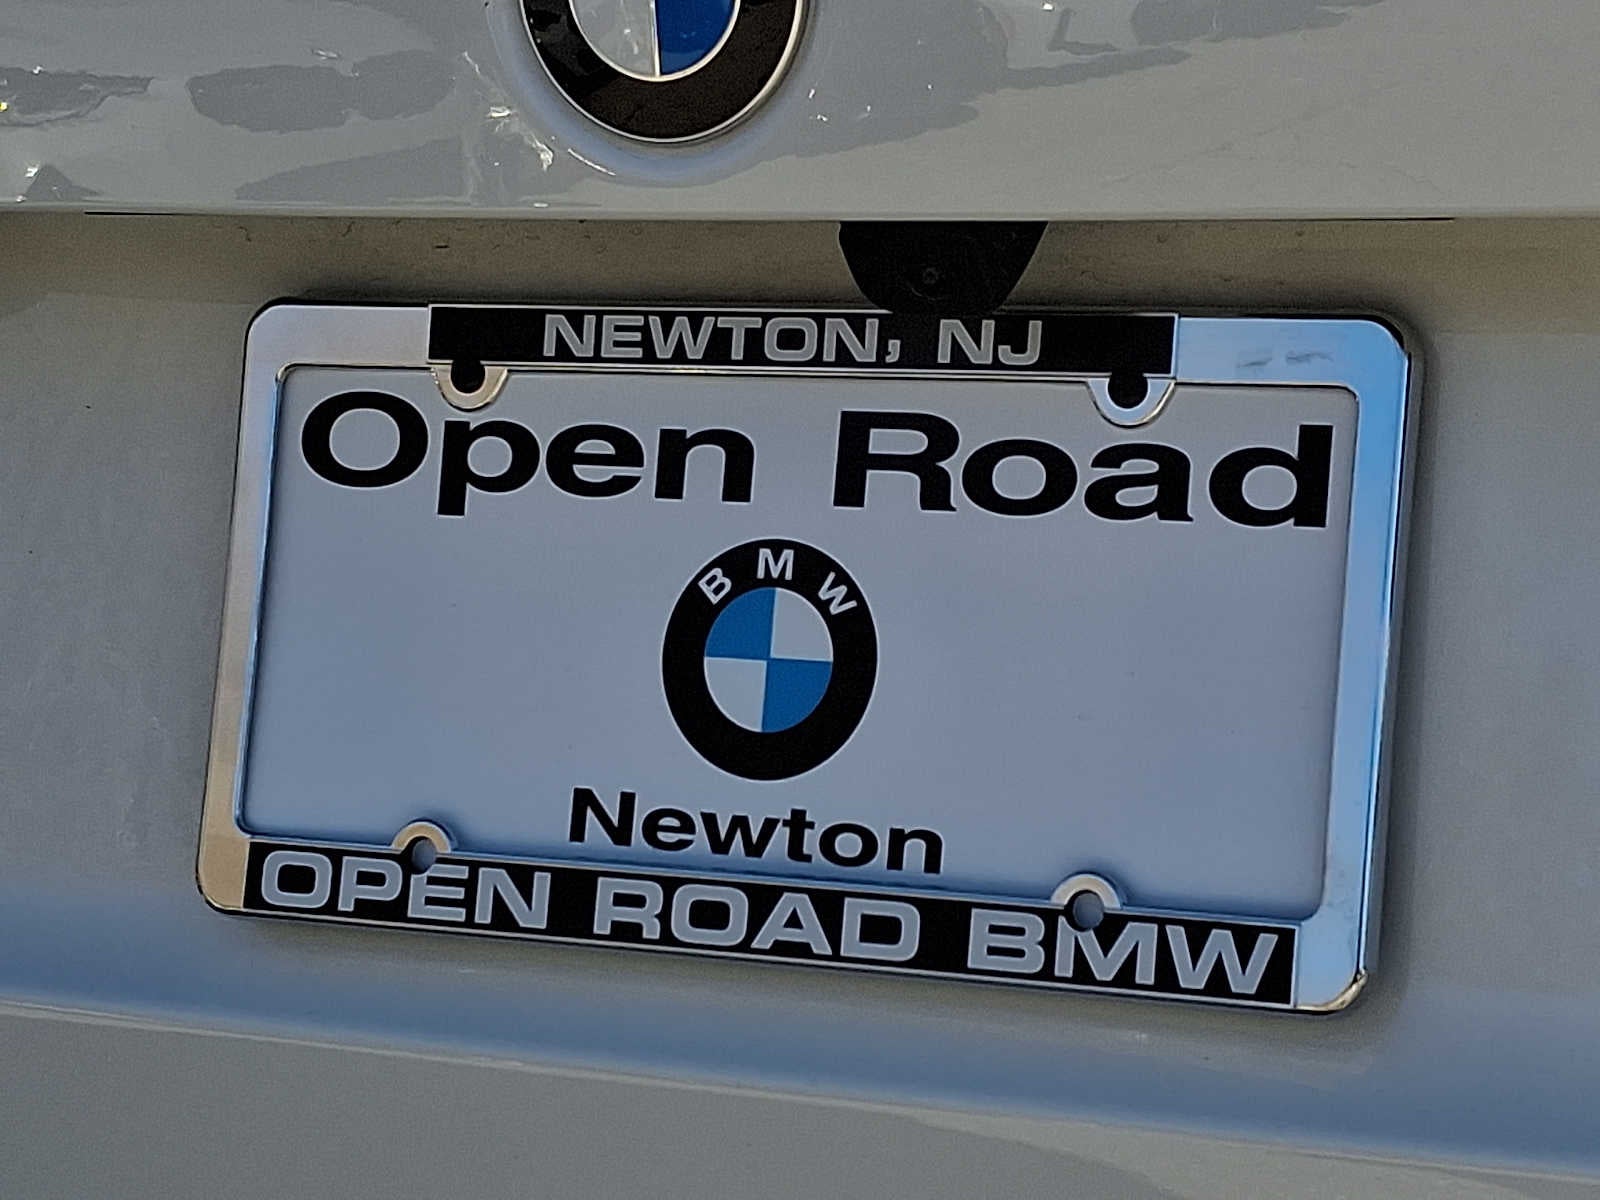 NEWTON, NJ
Open Road
BMW
Newton
OPEN ROAD BMW